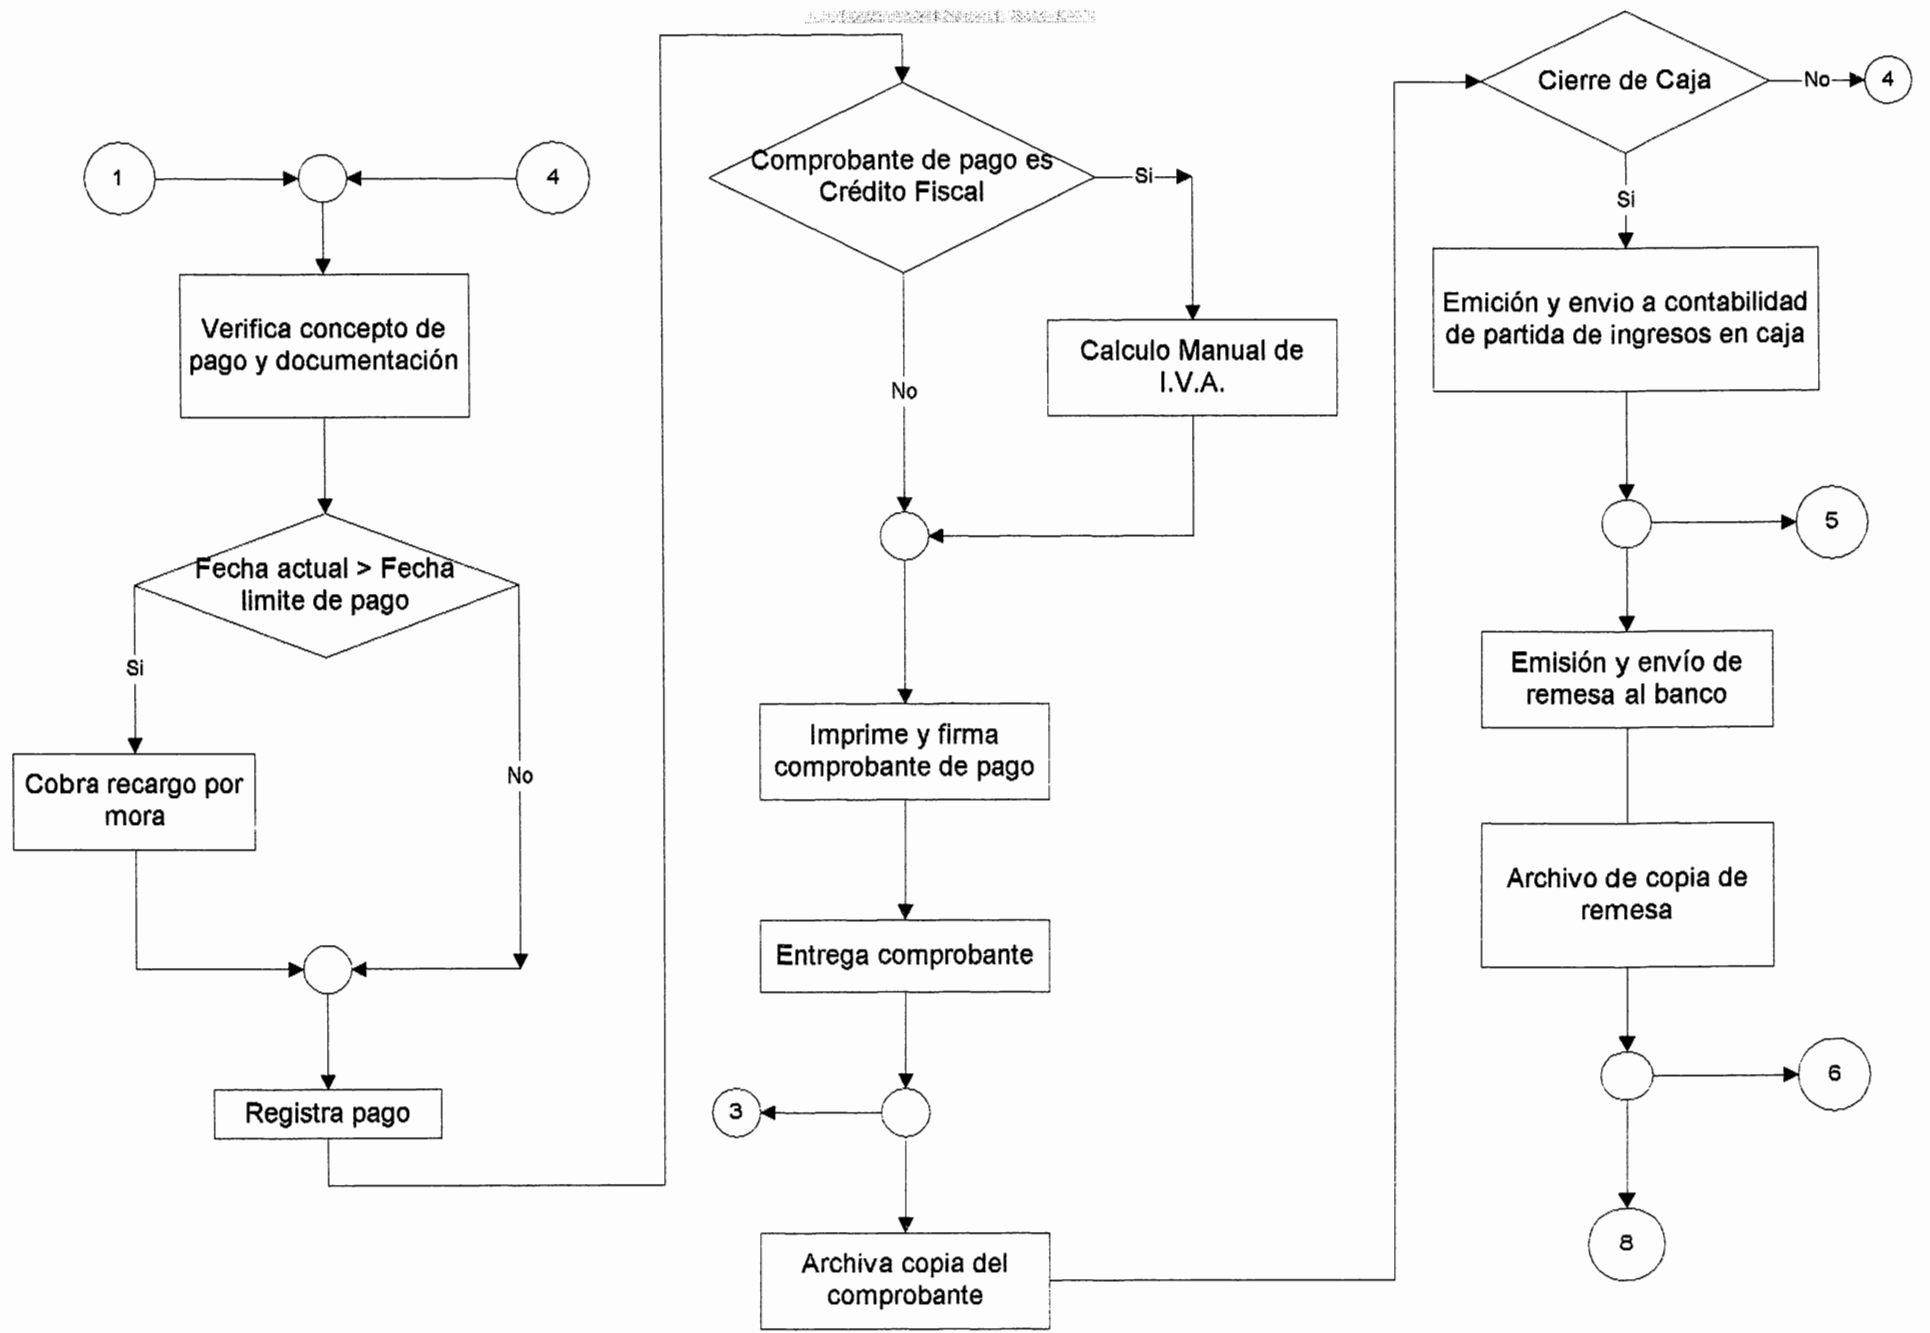 1
4
Verifica concepto de
pago y documentación
Fecha actual > Fecha
limite de pago
Si
No
Cobra recargo por
mora
Registra pago
Comprobante de pago es
Crédito Fiscal
Si
No
Calculo Manual de
I.V.A.
Imprime y firma
comprobante de pago
Entrega comprobante
3
Archiva copia del
comprobante
Cierre de Caja
No
4
Si
Emición y envio a contabilidad
de partida de ingresos en caja
5
Emisión y envío de
remesa al banco
Archivo de copia de
remesa
6
8